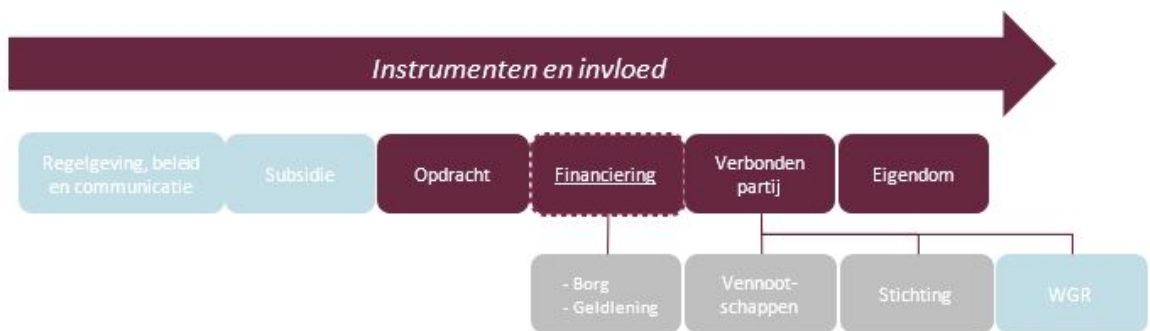 Instrumenten en invloed
Regelgeving, beleid
en communicatie
Subsidie
Opdracht
Financiering
Verbonden
partij
Eigendom
- Borg
- Geldlening
Vennoot-
schappen
Stichting
WGR